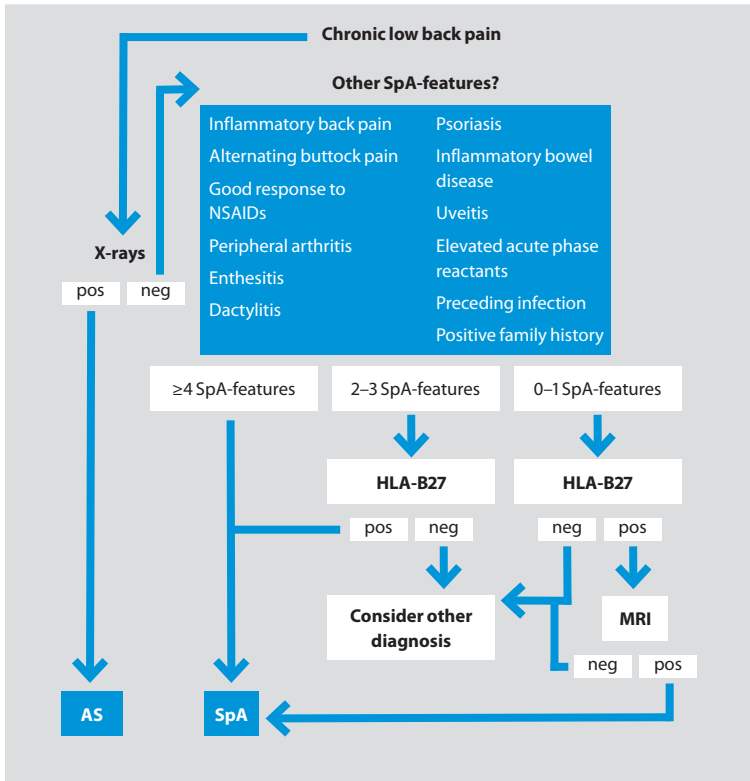 Chronic low back pain
Other SpA-features?
Inflammatory back pain
Alternating buttock pain
Good response to
NSAIDs
Peripheral arthritis
Enthesitis
Dactylitis
Psoriasis
Inflammatory bowel
disease
Uveitis
Elevated acute phase
reactants
Preceding infection
Positive family history
X-rays
pos neg
≥4 SpA-features 2–3 SpA-features 0–1 SpA-features
HLA-B27 HLA-B27
pos neg neg pos
Consider other
diagnosis
MRI
neg pos
AS SpA